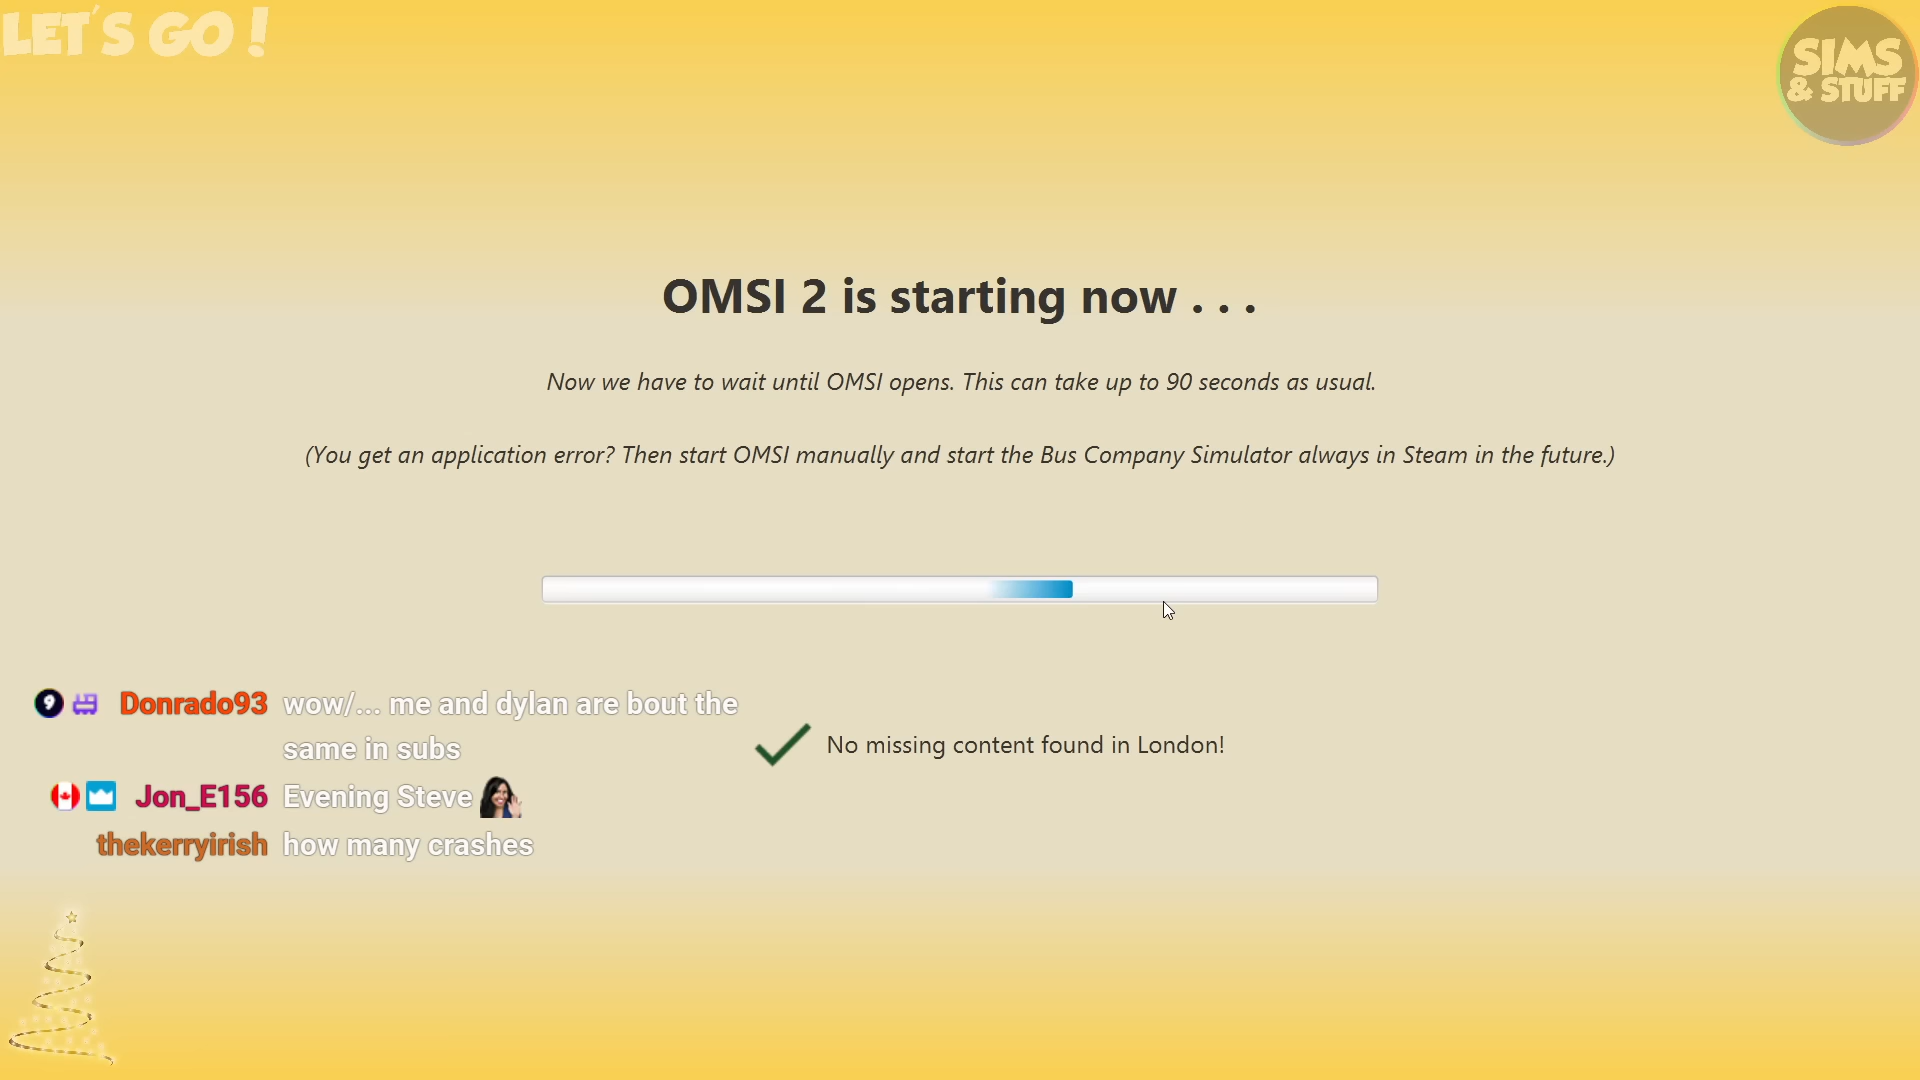 LET'S GO!
SIMS
& STUFF
OMSI 2 is starting now . . .
Now we have to wait until OMSI opens. This can take up to 90 seconds as usual.
(You get an application error? Then start OMSI manually and start the Bus Company Simulator always in Steam in the future.)
9 Donrado93 wow/... me and dylan are bout the
same in subs
No missing content found in London!
Jon_E156 Evening Steve
thekerryirish how many crashes